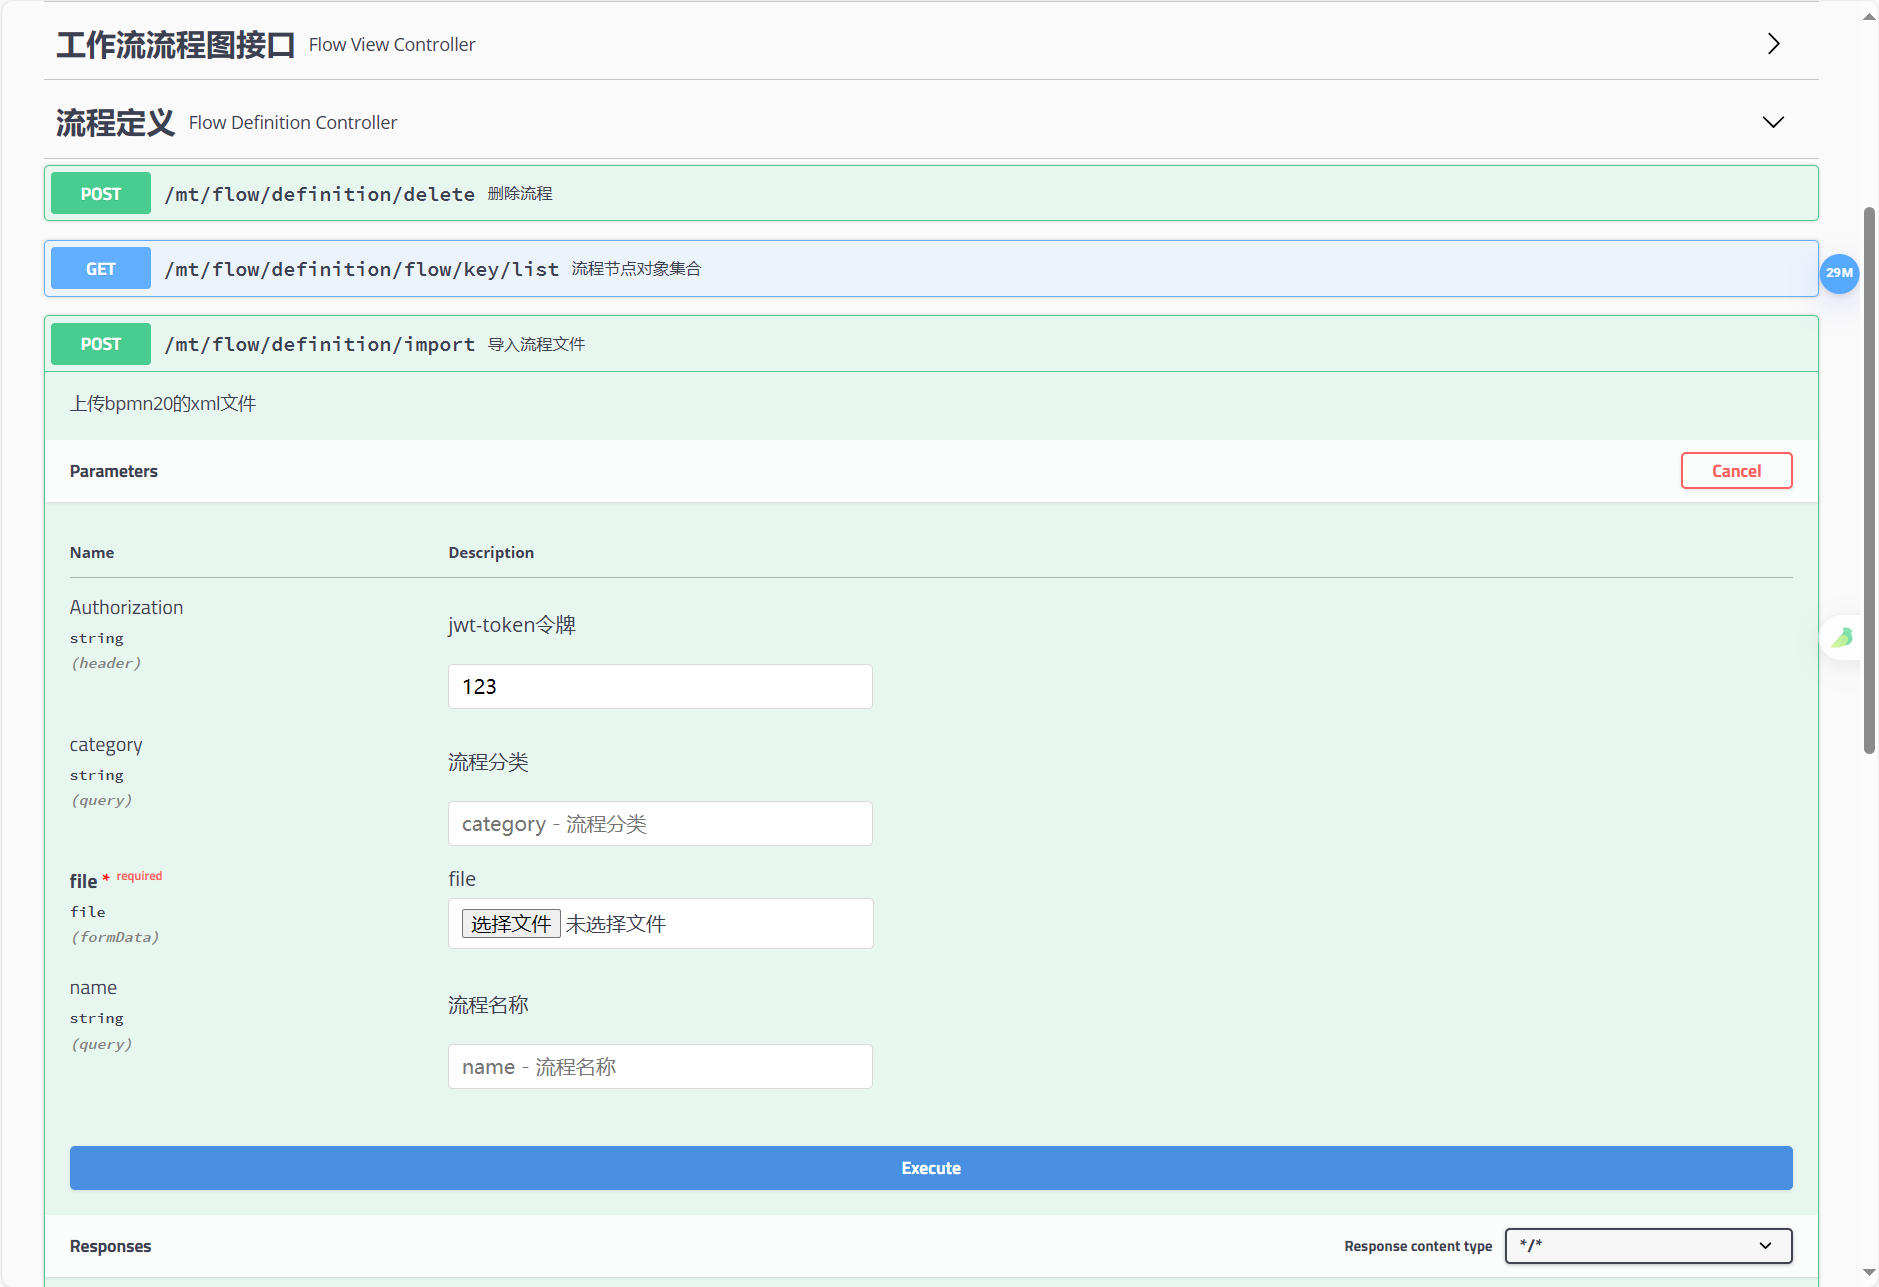 工作流流程图接口 Flow View Controller
流程定义 Flow Definition Controller
POST /mt/flow/definition/delete 删除流程
GET /mt/flow/definition/flow/key/list 流程节点对象集合
29M
POST /mt/flow/definition/import 导入流程文件
上传bpmn20的xml文件
Parameters Cancel
Name Description
Authorization
string
(header)
jwt-token令牌
123
category
string
(query)
流程分类
category - 流程分类
file * required
file
(formData)
file
选择文件 未选择文件
name
string
(query)
流程名称
name - 流程名称
Execute
Responses Response content type */*